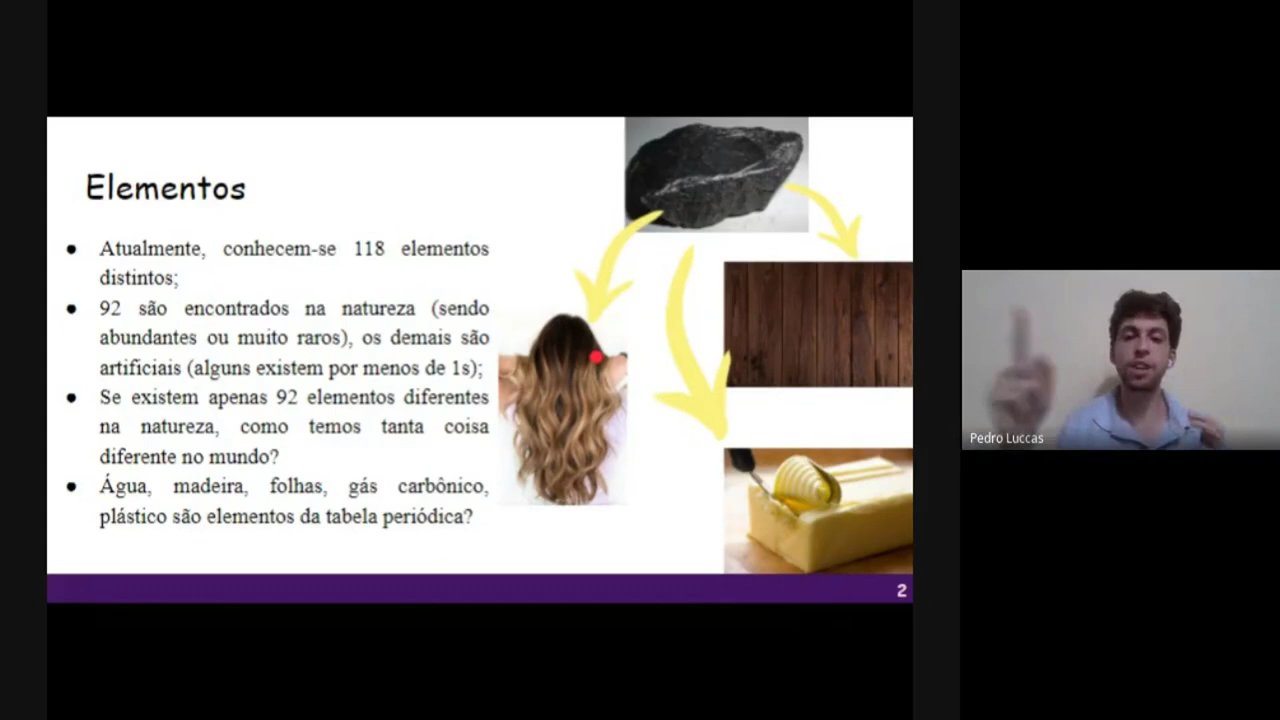 Elementos
● Atualmente, conhecem-se 118 elementos
distintos;
● 92 são encontrados na natureza (sendo
abundantes ou muito raros), os demais são
artificiais (alguns existem por menos de 1s);
● Se existem apenas 92 elementos diferentes
na natureza, como temos tanta coisa
diferente no mundo?
● Água, madeira, folhas, gás carbônico,
plástico são elementos da tabela periódica?
2
Pedro Luccas